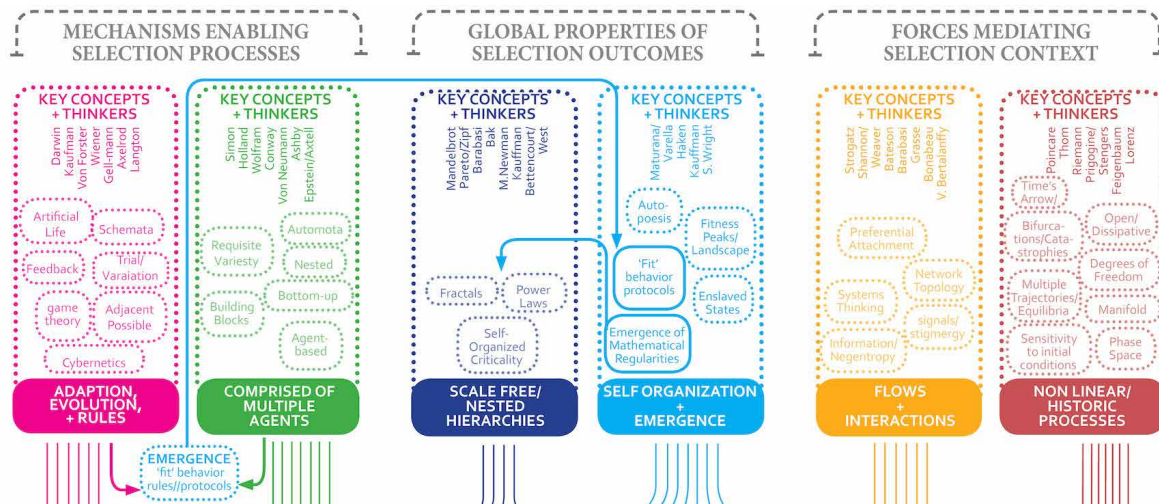 MECHANISMS ENABLING
SELECTION PROCESSES
KEY CONCEPTS
+ THINKERS
Darwin
Kaufman
Von Forster
Wiener
Gell-mann
Axelrod
Langton
Artificial
Life
Schemata
Feedback
Trial/
Varaiation
game
theory
Adjacent
Possible
Cybernetics
ADAPTION,
EVOLUTION,
+ RULES
KEY CONCEPTS
+ THINKERS
Simon
Holland
Wolfram
Conway
Von Neumann
Ashby
Epstein/Axtell
Automota
Requisite
Variesty
Nested
Bottom-up
Building
Blocks
Agent-
based
COMPRISED OF
MULTIPLE
AGENTS
EMERGENCE
'fit' behavior
rules//protocols
GLOBAL PROPERTIES OF
SELECTION OUTCOMES
KEY CONCEPTS
+ THINKERS
Mandelbrot
Pareto/Zipf
Barabasi
Bak
M.Newman
Kauffman
Bettencourt/
West
Fractals
Power
Laws
Self-
Organized
Criticality
SCALE FREE/
NESTED
HIERARCHIES
KEY CONCEPTS
+ THINKERS
Maturana/
Varella
Haken
Kauffman
S. Wright
Auto-
poesis
Fitness
Peaks/
Landscape
'Fit'
behavior
protocols
Enslaved
States
Emergence of
Mathematical
Regularities
SELF ORGANIZATION
+
EMERGENCE
FORCES MEDIATING
SELECTION CONTEXT
KEY CONCEPTS
+ THINKERS
Strogatz
Shannon/
Weaver
Bateson
Barabasi
Grasse
Bonabeau
V. Bertalanffy
Preferential
Attachment
Network
Topology
Systems
Thinking
signals/
stigmergy
Information/
Negentropy
FLOWS
+
INTERACTIONS
KEY CONCEPTS
+ THINKERS
Poincare
Thom
Riemann
Prigogine/
Stengers
Feigenbaum
Lorenz
Time's
Arrow/
Bifurc-
ations/Cata-
strophies
Open/
Dissipative
Degrees of
Freedom
Multiple
Trajectories/
Equilibria
Manifold
Sensitivity
to initial
conditions
Phase
Space
NON LINEAR/
HISTORIC
PROCESSES